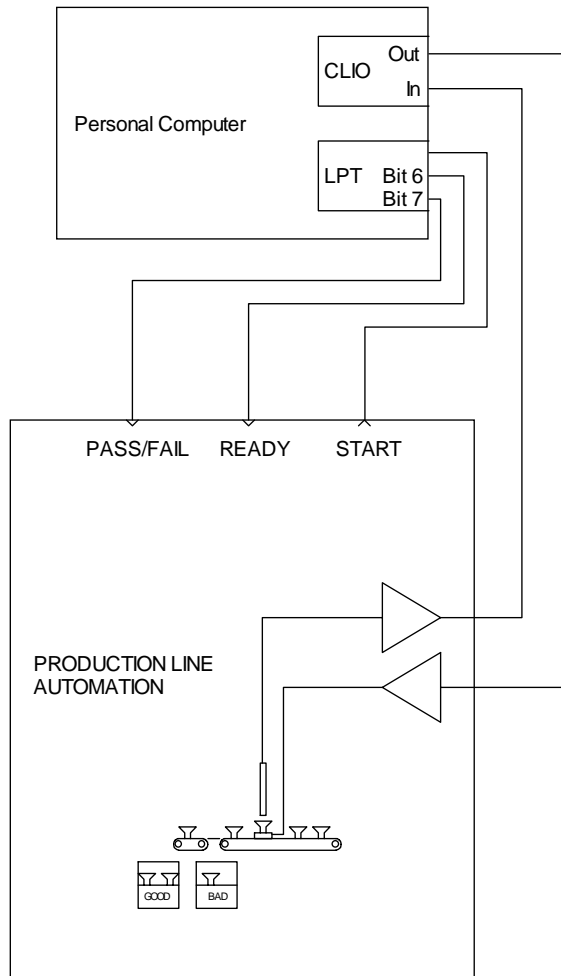 Out
CLIO
In
Personal Computer
LPT
Bit 6
Bit 7
PASS/FAIL
READY
START
PRODUCTION LINE
AUTOMATION
GOOD
BAD